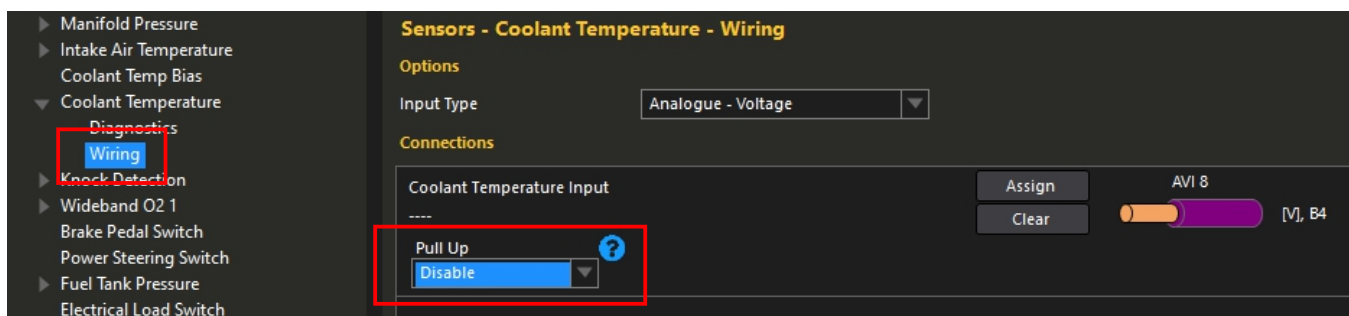 Manifold Pressure
Intake Air Temperature
Coolant Temp Bias
Coolant Temperature
Diagnostics
Wiring
Knock Detection
Wideband O2 1
Brake Pedal Switch
Power Steering Switch
Fuel Tank Pressure
Electrical Load Switch
Sensors - Coolant Temperature - Wiring
Options
Input Type Analogue - Voltage
Connections
Coolant Temperature Input Assign AVI 8
---- Clear [V], B4
Pull Up ?
Disable